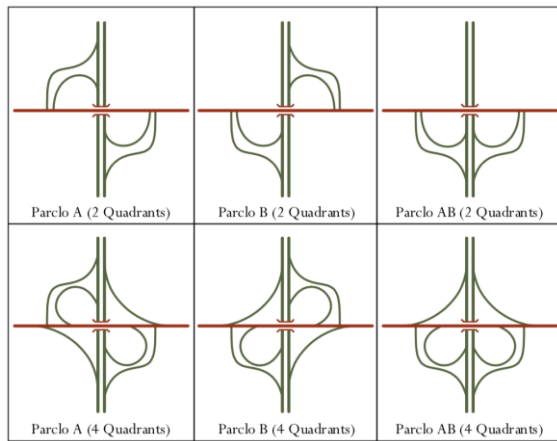 Parclo A (2 Quadrants)
Parclo B (2 Quadrants)
Parclo AB (2 Quadrants)
Parclo A (4 Quadrants)
Parclo B (4 Quadrants)
Parclo AB (4 Quadrants)